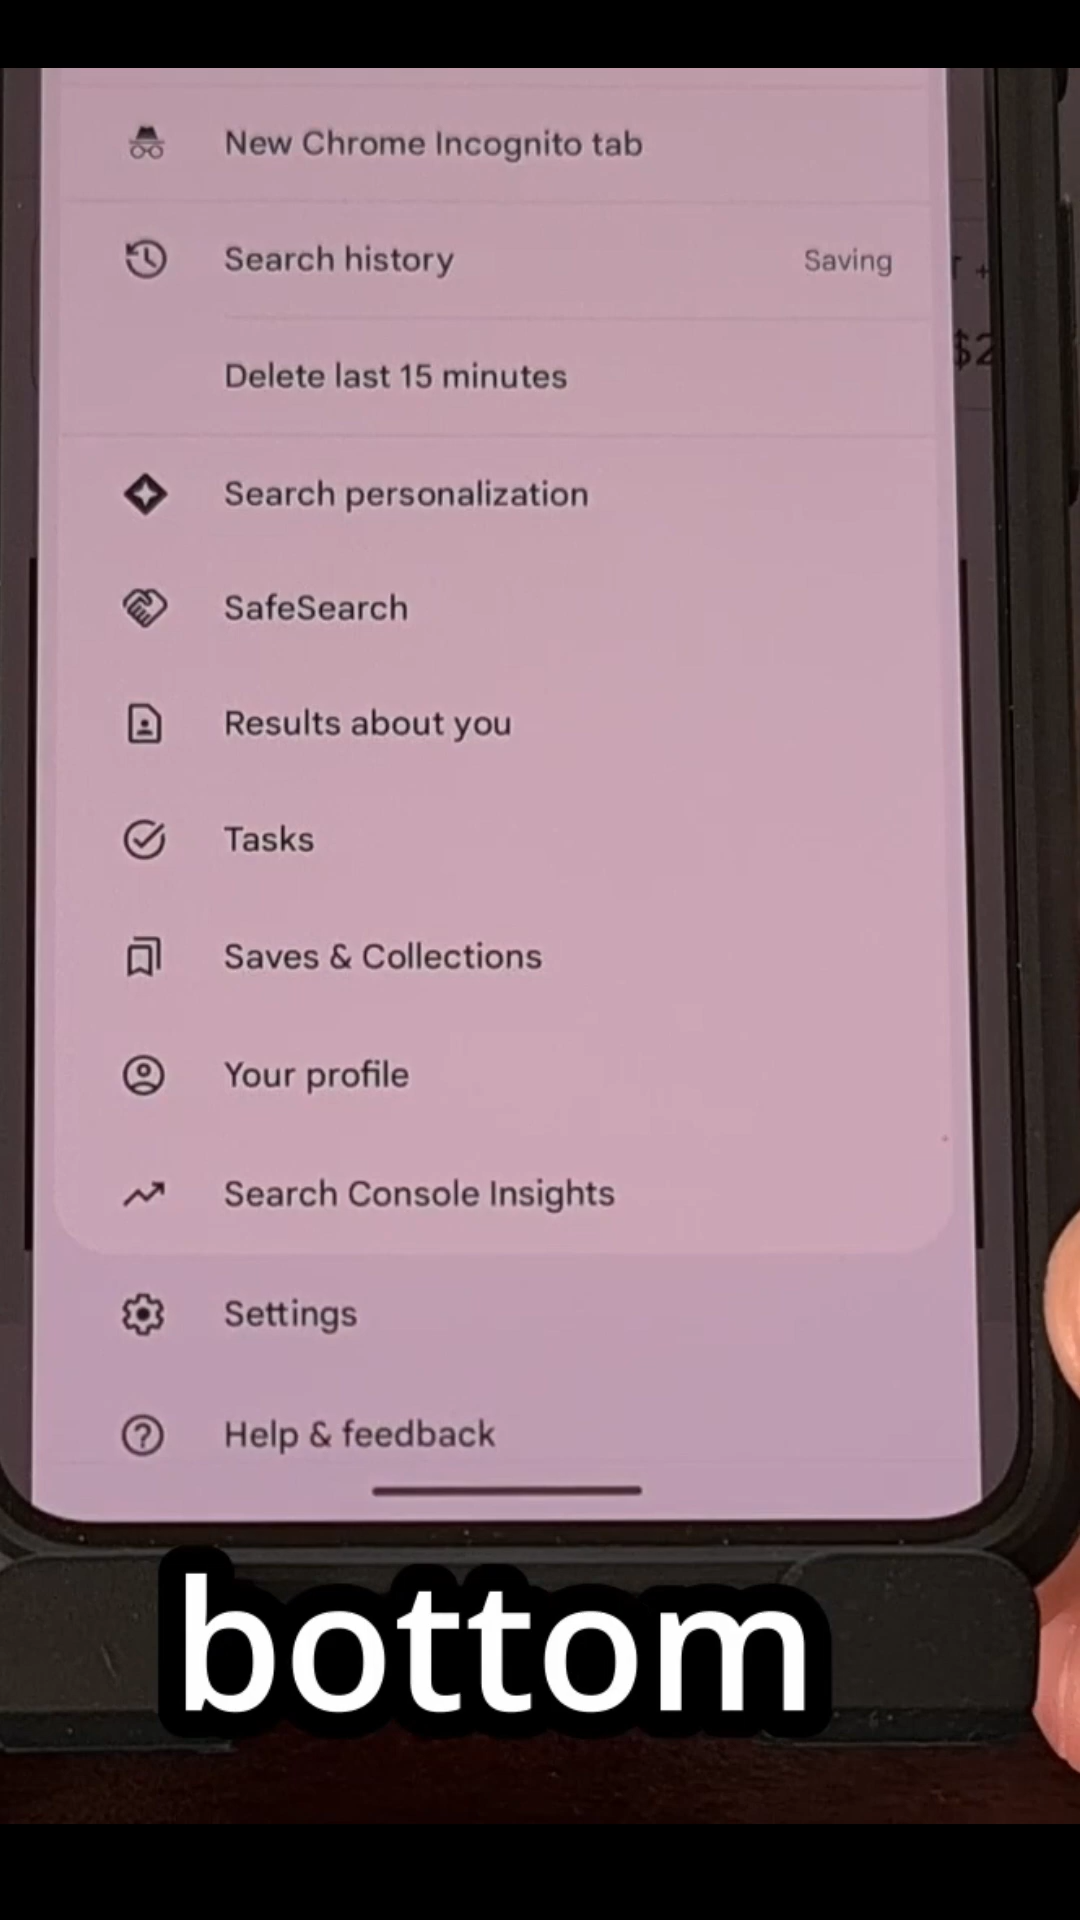 New Chrome Incognito tab
Search history
Saving
Delete last 15 minutes
Search personalization
SafeSearch
Results about you
Tasks
Saves & Collections
Your profile
Search Console Insights
Settings
Help & feedback
bottom